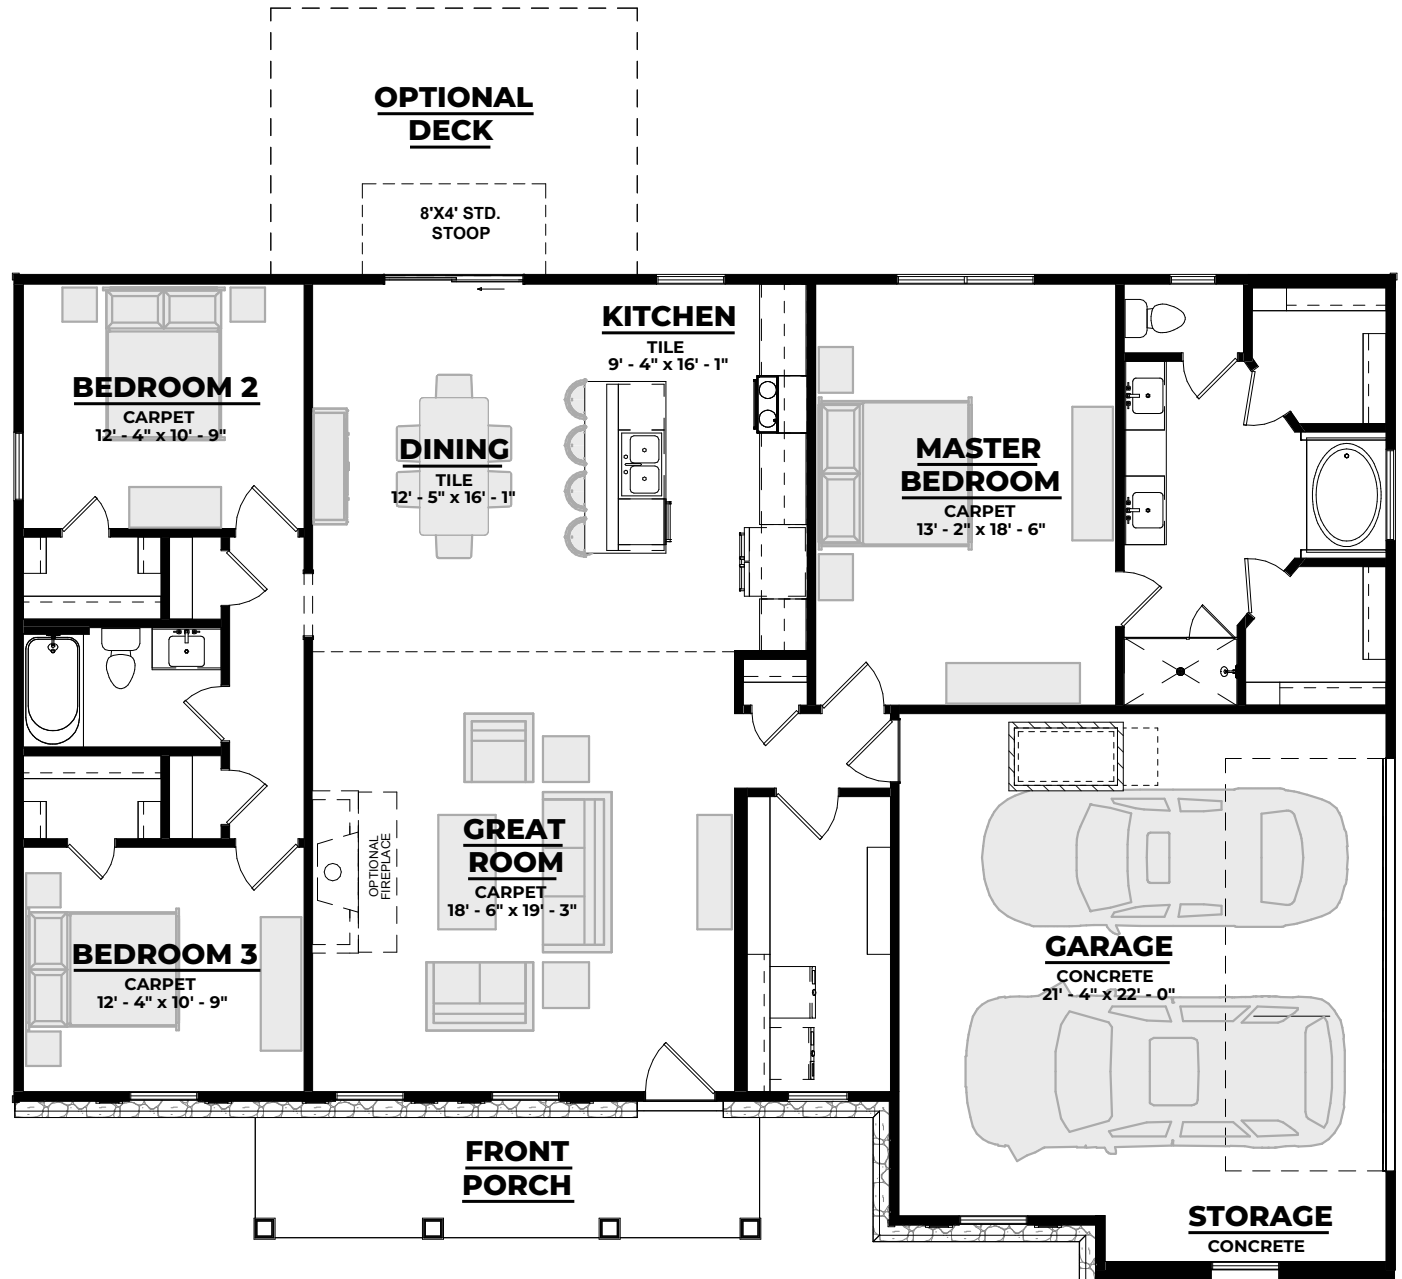 OPTIONAL
DECK
8'X4' STD.
STOOP
KITCHEN
TILE
9' - 4" x 16' - 1"
BEDROOM 2
CARPET
12' - 4" x 10' - 9"
DINING
TILE
12' - 5" x 16' - 1"
MASTER
BEDROOM
CARPET
13' - 2" x 18' - 6"
OPTIONAL
FIREPLACE
GREAT
ROOM
CARPET
18' - 6" x 19' - 3"
BEDROOM 3
CARPET
12' - 4" x 10' - 9"
GARAGE
CONCRETE
21' - 4" x 22' - 0"
FRONT
PORCH
STORAGE
CONCRETE